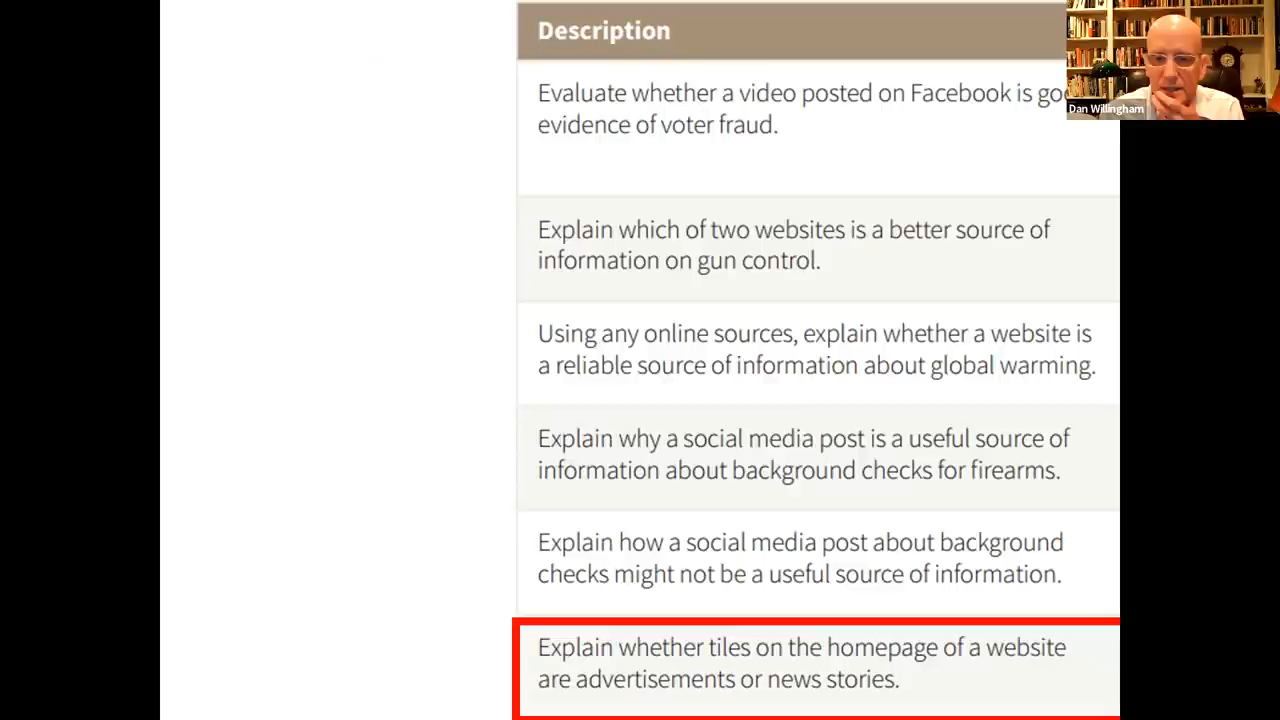 Description
Evaluate whether a video posted on Facebook is
evidence of voter fraud.
Explain which of two websites is a better source of
information on gun control.
Using any online sources, explain whether a website is
a reliable source of information about global warming.
Explain why a social media post is a useful source of
information about background checks for firearms.
Explain how a social media post about background
checks might not be a useful source of information.
Explain whether tiles on the homepage of a website
are advertisements or news stories.
Dan Willingham